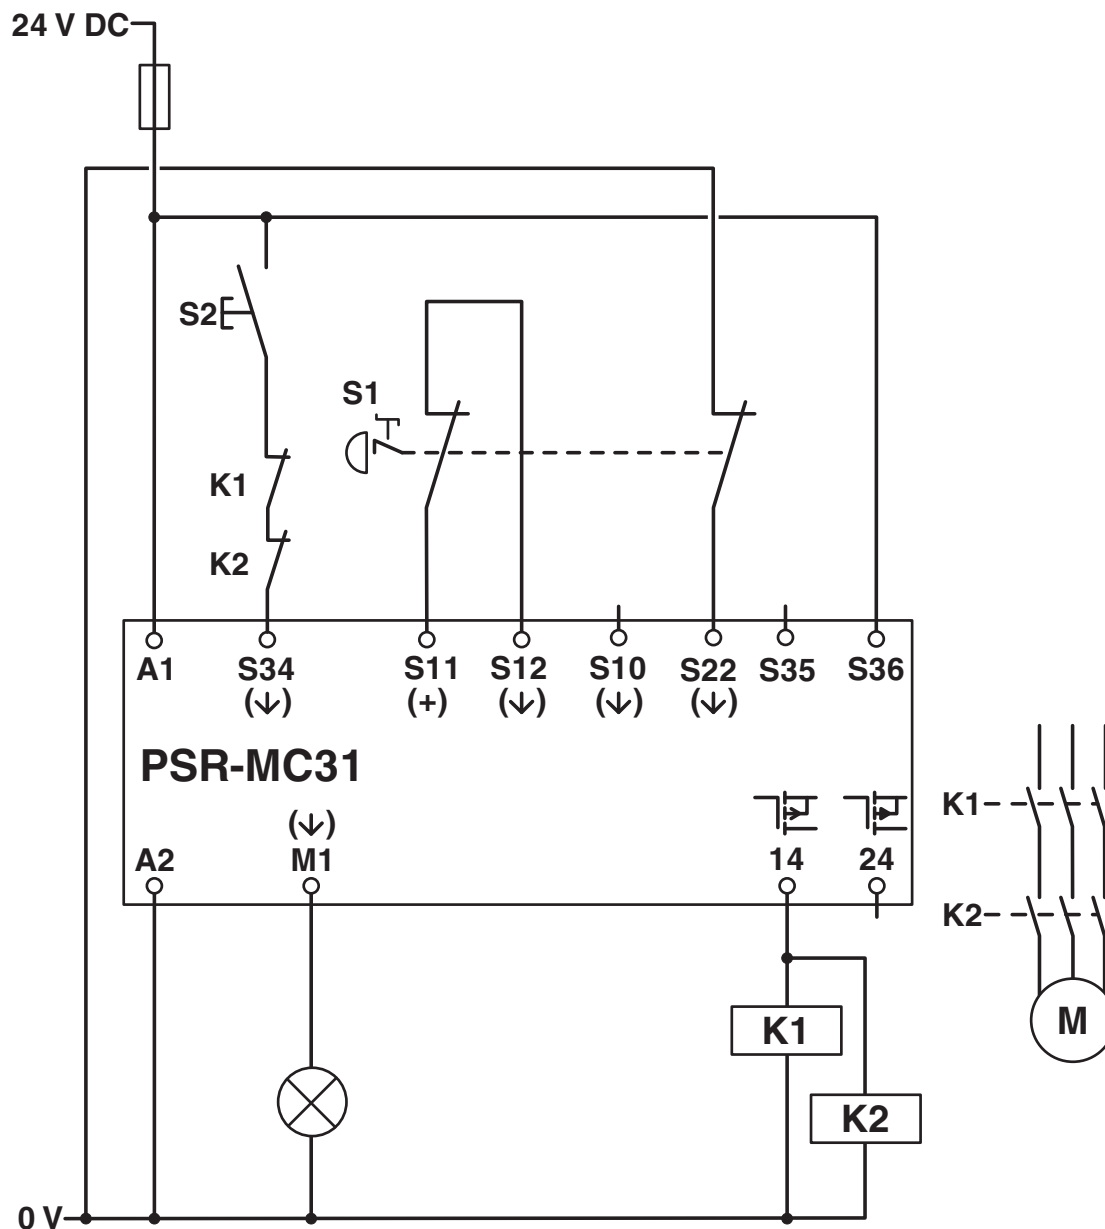 24 V DC
S2
S1
K1
K2
A1 S34 S11 S12 S10 S22 S35 S36
(↓) (+) (↓) (↓) (↓)
PSR-MC31
(↓)
A2 M1 14 24
K1
K2
K1
M
K2
0 V